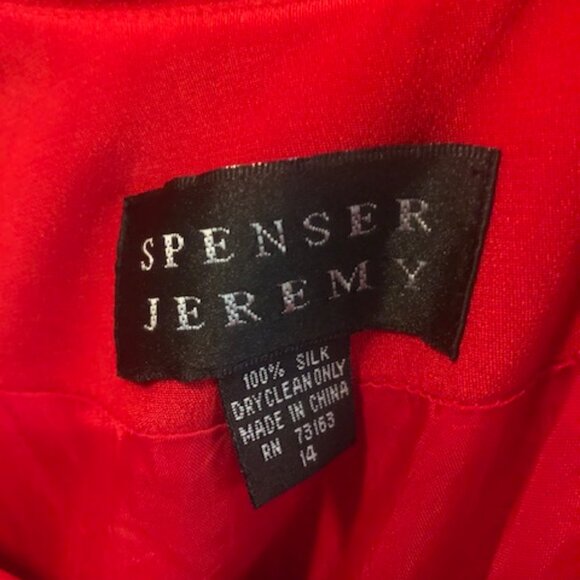 SPENSER
JEREMY
100% SILK
DRYCLEAN ONLY
MADE IN CHINA
RN 73163
14